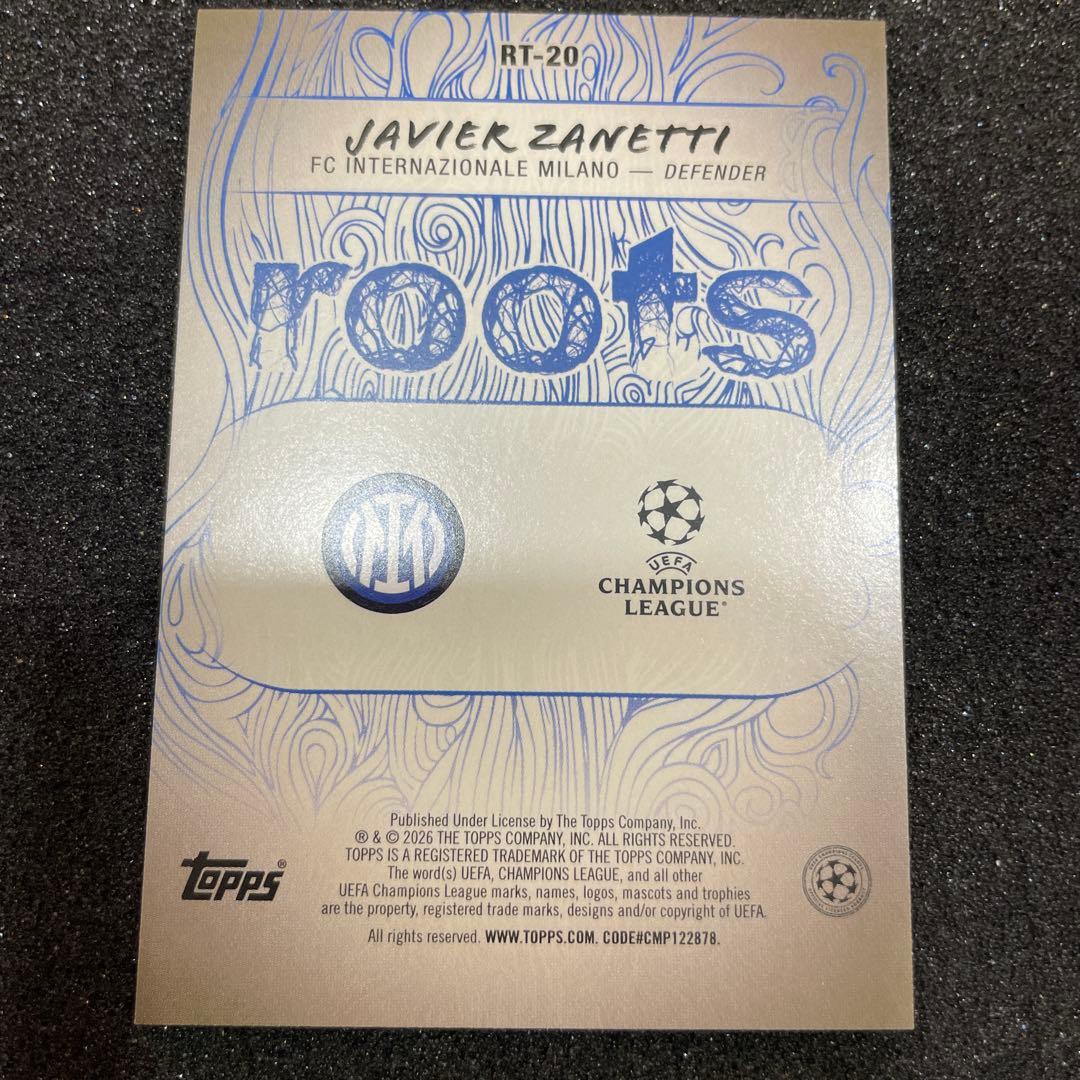 RT-20
JAVIER ZANETTI
FC INTERNAZIONALE MILANO — DEFENDER
roots
UEFA
CHAMPIONS
LEAGUE®
Published Under License by The Topps Company, Inc.
® & © 2026 THE TOPPS COMPANY, INC. ALL RIGHTS RESERVED.
TOPPS IS A REGISTERED TRADEMARK OF THE TOPPS COMPANY, INC.
The word(s) UEFA, CHAMPIONS LEAGUE, and all other
UEFA Champions League marks, names, logos, mascots and trophies
are the property, registered trade marks, designs and/or copyright of UEFA.
All rights reserved. WWW.TOPPS.COM. CODE#CMP122878.
topps®